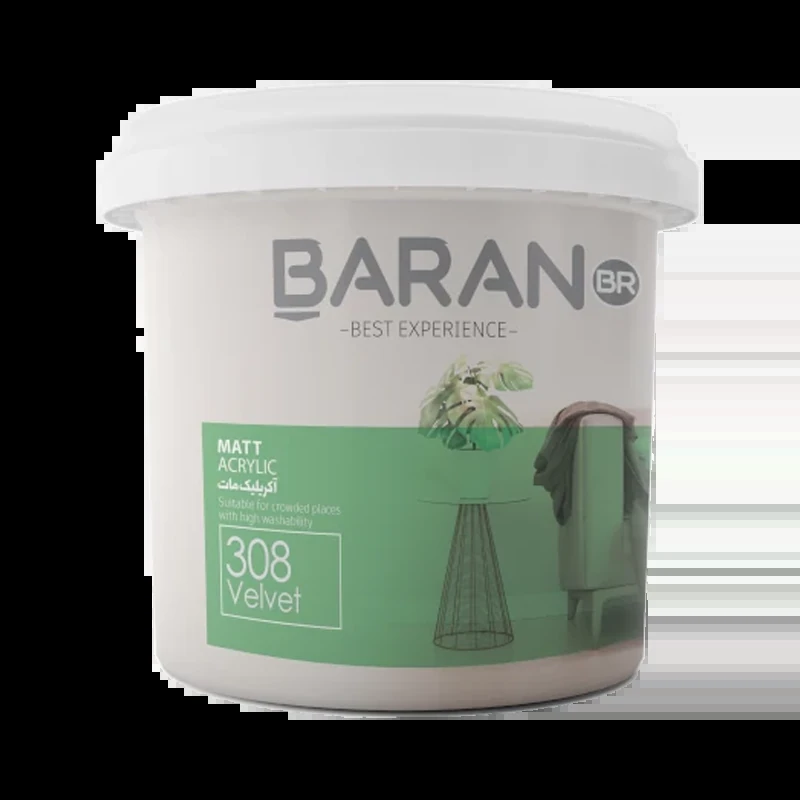 BARAN BR
-BEST EXPERIENCE-
MATT
ACRYLIC
آکریلیک مات
Suitable for crowded places
with high washability
308
Velvet